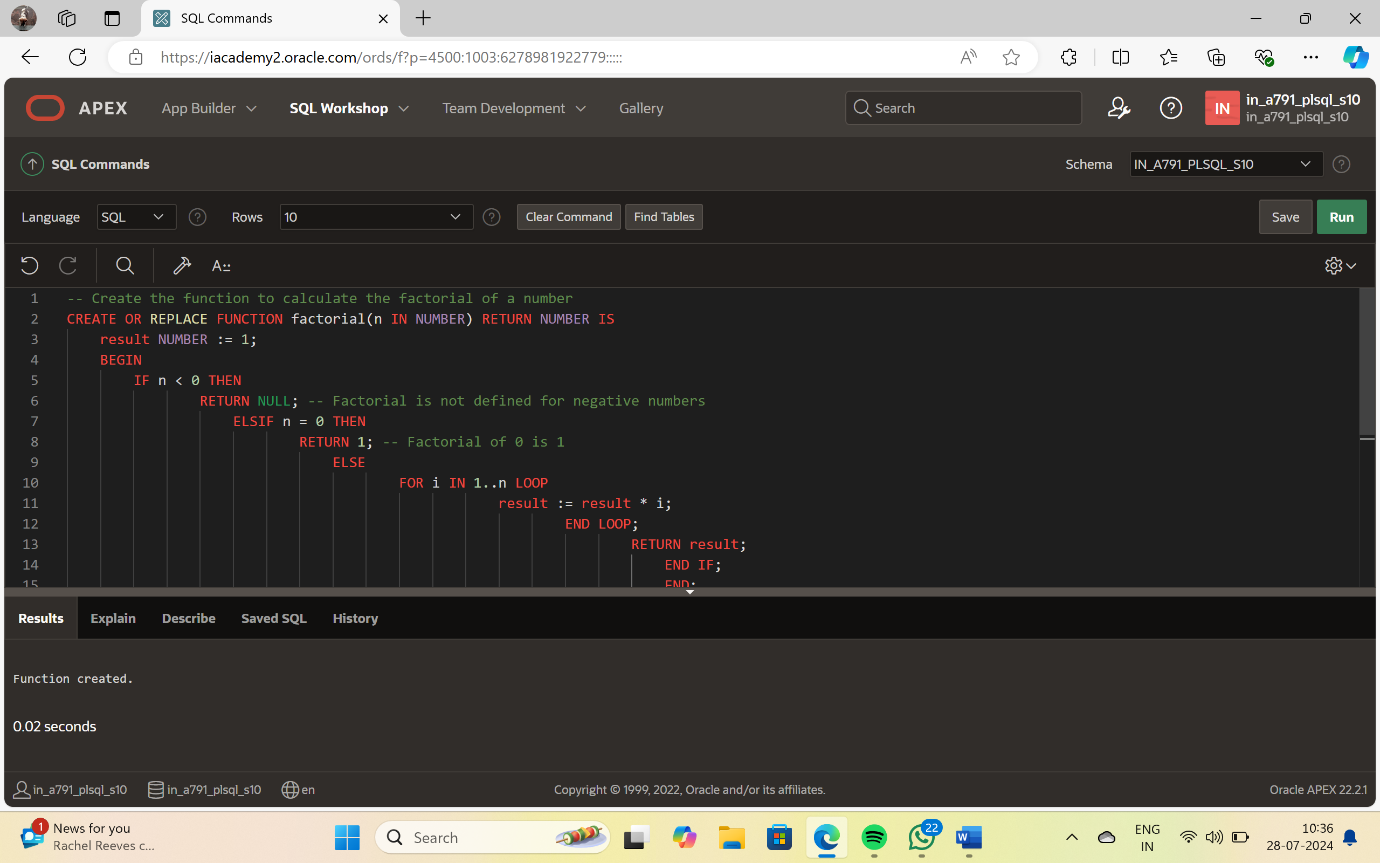 SQL Commands
https://iacademy2.oracle.com/ords/f?p=4500:1003:6278981922779:::::
APEX App Builder SQL Workshop Team Development Gallery Search IN in_a791_plsql_s10
in_a791_plsql_s10
SQL Commands Schema IN_A791_PLSQL_S10
Language SQL Rows 10 Clear Command Find Tables Save Run
1 -- Create the function to calculate the factorial of a number
2 CREATE OR REPLACE FUNCTION factorial(n IN NUMBER) RETURN NUMBER IS
3 result NUMBER := 1;
4 BEGIN
5 IF n < 0 THEN
6 RETURN NULL; -- Factorial is not defined for negative numbers
7 ELSIF n = 0 THEN
8 RETURN 1; -- Factorial of 0 is 1
9 ELSE
10 FOR i IN 1..n LOOP
11 result := result * i;
12 END LOOP;
13 RETURN result;
14 END IF;
15 END;
Results Explain Describe Saved SQL History
Function created.
0.02 seconds
in_a791_plsql_s10 in_a791_plsql_s10 en Copyright © 1999, 2022, Oracle and/or its affiliates. Oracle APEX 22.2.1
1 News for you
Rachel Reeves c...
Search
22
ENG
IN
10:36
28-07-2024